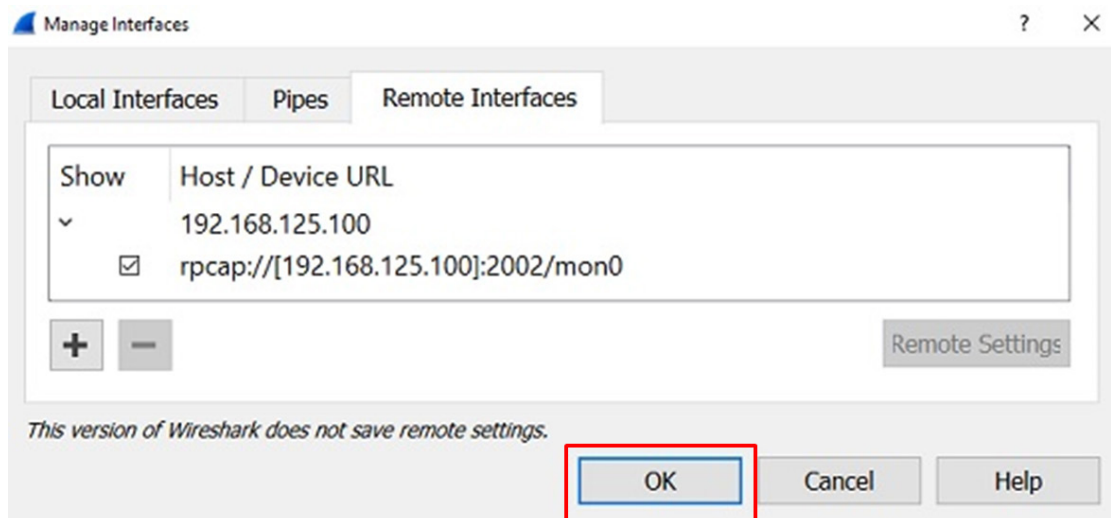 Manage Interfaces ? ×
Local Interfaces Pipes Remote Interfaces
Show Host / Device URL
192.168.125.100
rpcap://[192.168.125.100]:2002/mon0
+ − Remote Settings
This version of Wireshark does not save remote settings.
OK Cancel Help